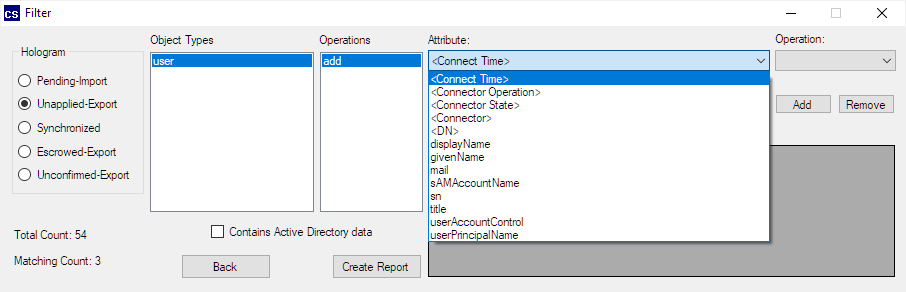 cs Filter
Hologram
Pending-Import
Unapplied-Export
Synchronized
Escrowed-Export
Unconfirmed-Export
Total Count: 54
Matching Count: 3
Object Types
user
Operations
add
Contains Active Directory data
Back
Create Report
Attribute:
<Connect Time>
<Connect Time>
<Connector Operation>
<Connector State>
<Connector>
<DN>
displayName
givenName
mail
sAMAccountName
sn
title
userAccountControl
userPrincipalName
Operation:
Add
Remove